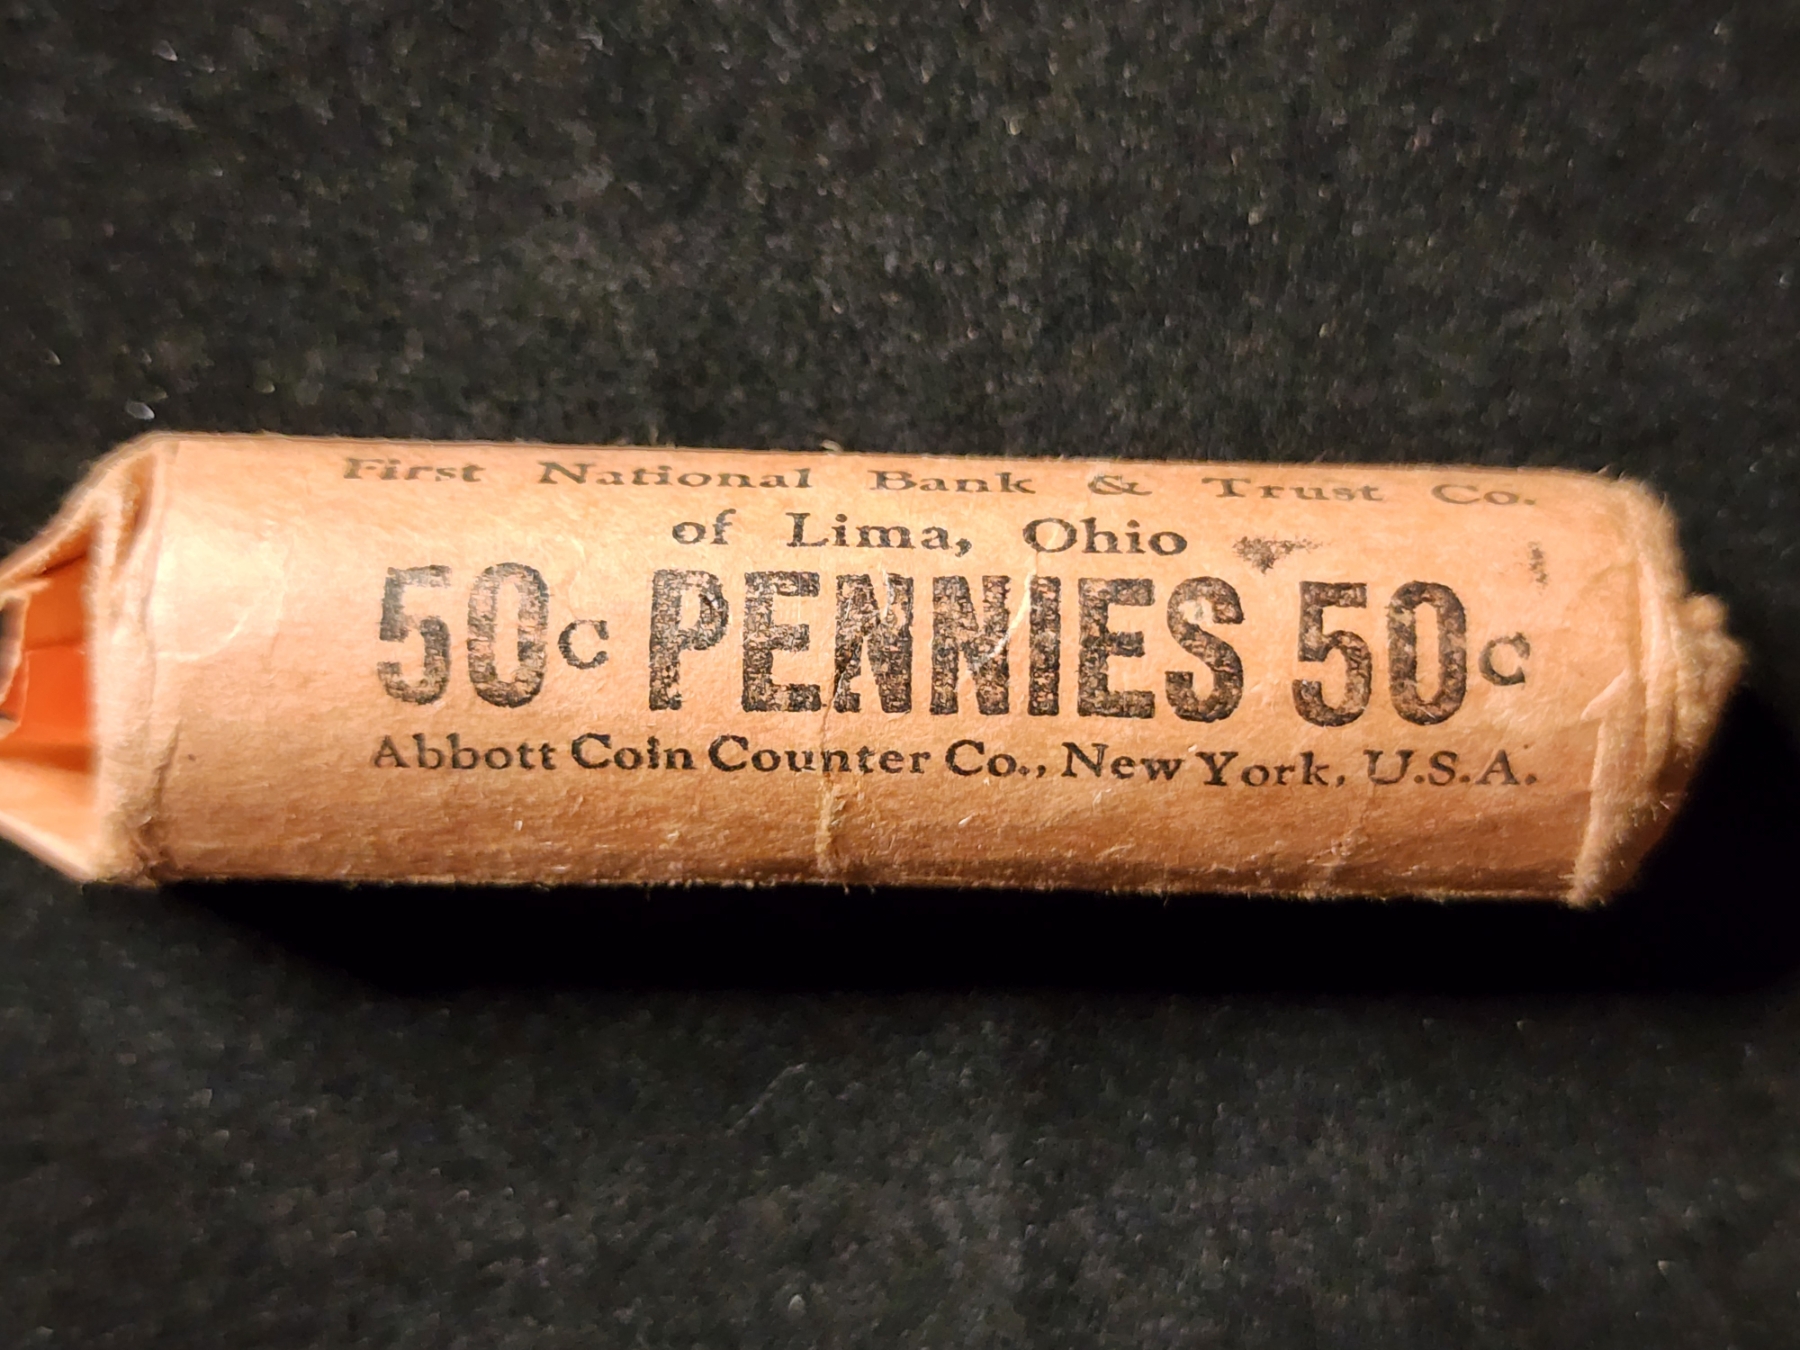 First National Bank & Trust Co.
of Lima, Ohio
50c PENNIES 50c
Abbott Coin Counter Co., New York, U.S.A.